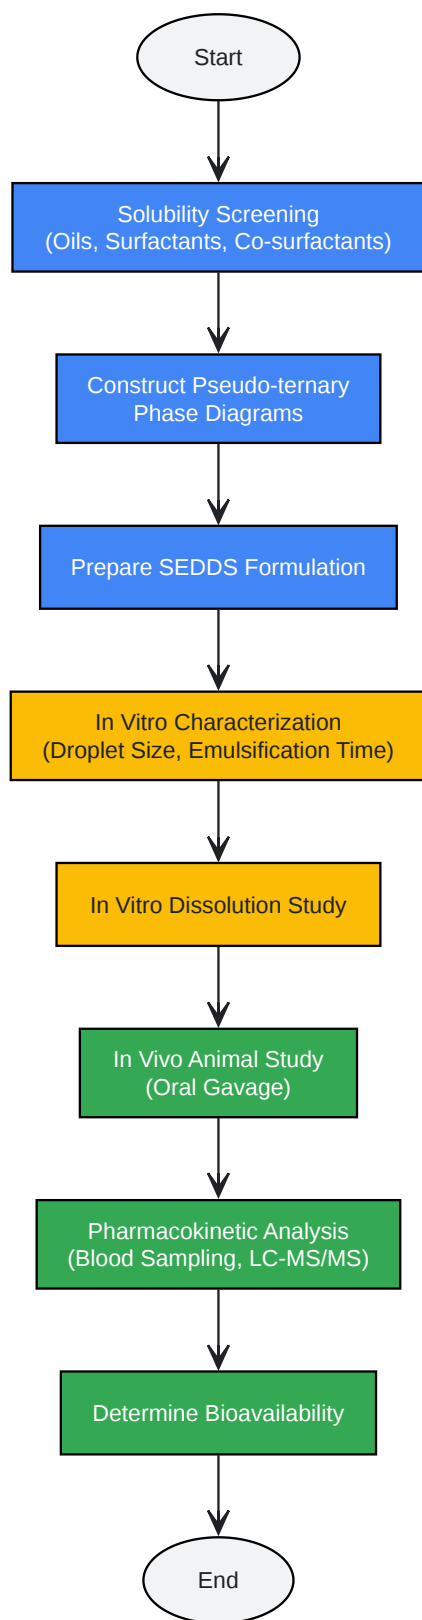 Start
Solubility Screening
(Oils, Surfactants, Co-surfactants)
Construct Pseudo-ternary
Phase Diagrams
Prepare SEDDS Formulation
In Vitro Characterization
(Droplet Size, Emulsification Time)
In Vitro Dissolution Study
In Vivo Animal Study
(Oral Gavage)
Pharmacokinetic Analysis
(Blood Sampling, LC-MS/MS)
Determine Bioavailability
End